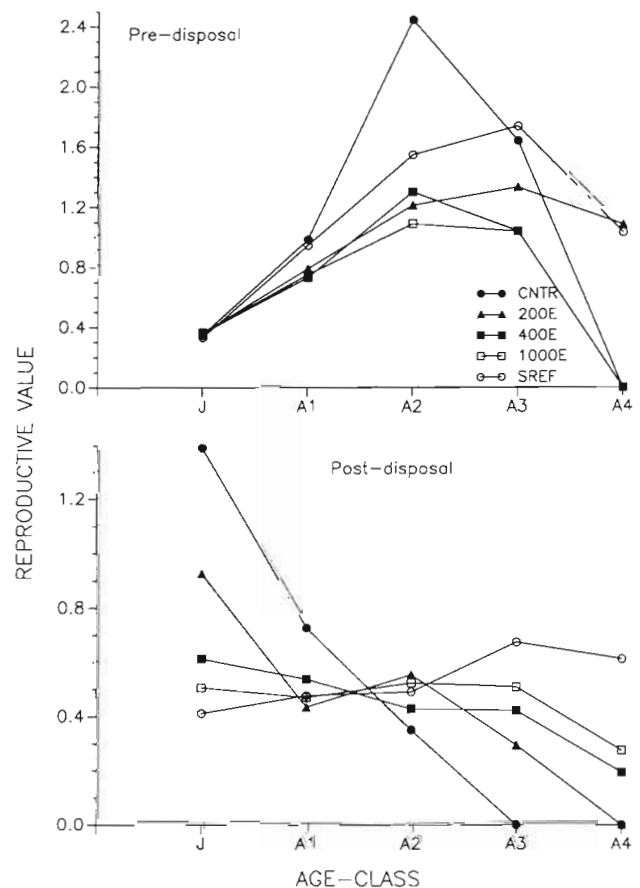 2.4
Pre-disposal
2.0
1.6
1.2
0.8
CNTR
200E
0.4
400E
1000E
SREF
0.0
J A1 A2 A3 A4
REPRODUCTIVE VALUE
Post-disposal
1.2
0.8
0.4
0.0
J A1 A2 A3 A4
AGE-CLASS